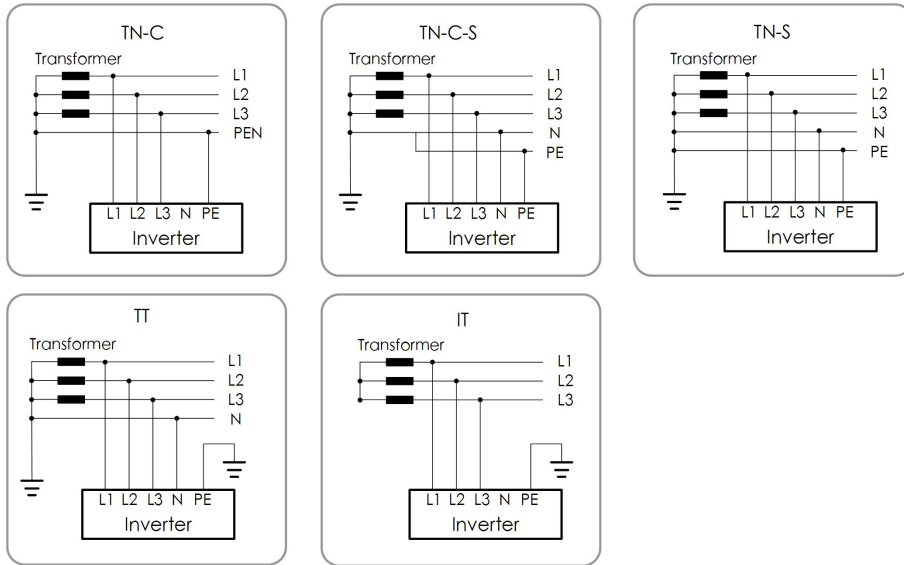 TN-C
Transformer
L1
L2
L3
PEN
L1 L2 L3 N PE
Inverter
TN-C-S
Transformer
L1
L2
L3
N
PE
L1 L2 L3 N PE
Inverter
TN-S
Transformer
L1
L2
L3
N
PE
L1 L2 L3 N PE
Inverter
TT
Transformer
L1
L2
L3
N
L1 L2 L3 N PE
Inverter
IT
Transformer
L1
L2
L3
L1 L2 L3 N PE
Inverter